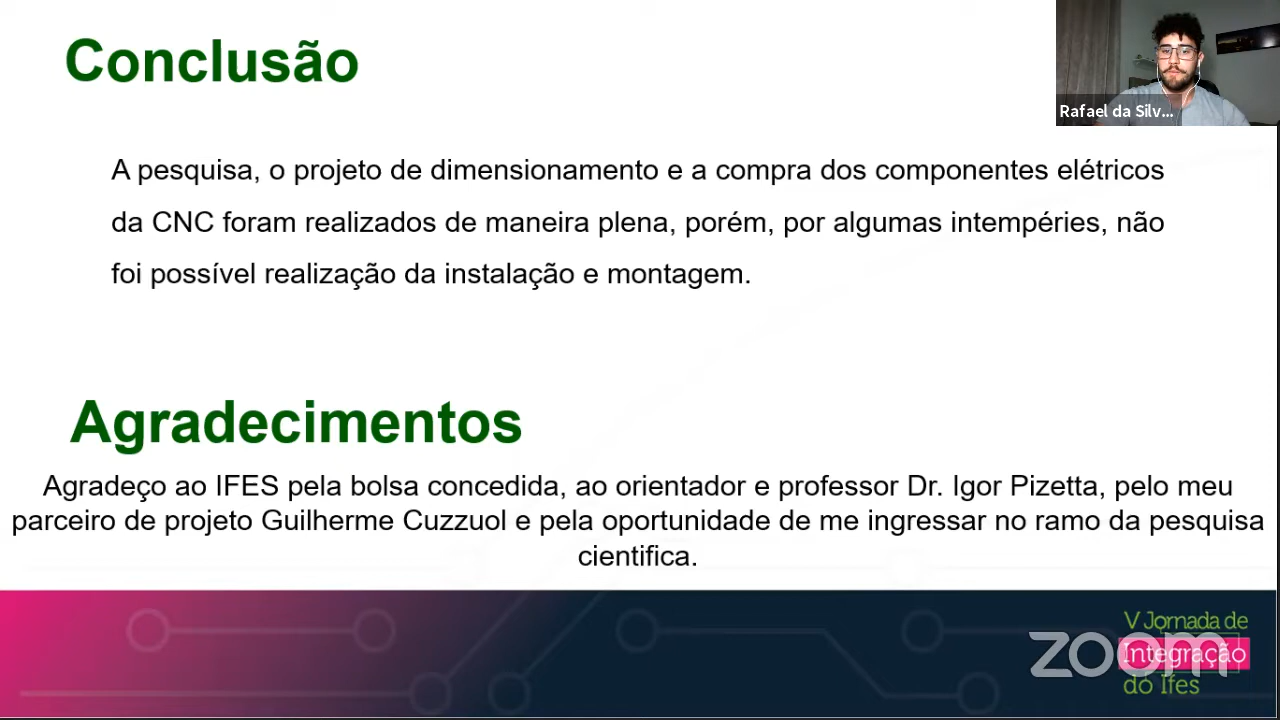 Conclusão
Rafael da Silv...
A pesquisa, o projeto de dimensionamento e a compra dos componentes elétricos
da CNC foram realizados de maneira plena, porém, por algumas intempéries, não
foi possível realização da instalação e montagem.
Agradecimentos
Agradeço ao IFES pela bolsa concedida, ao orientador e professor Dr. Igor Pizetta, pelo meu
parceiro de projeto Guilherme Cuzzuol e pela oportunidade de me ingressar no ramo da pesquisa
cientifica.
V Jornada de
Integração
do Ifes
zoom